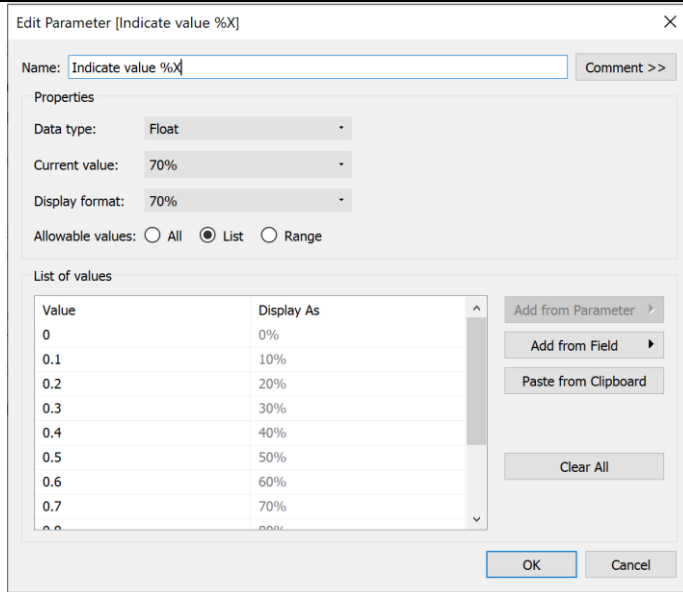 Edit Parameter [Indicate value %X]
Name: Indicate value %X Comment >>
Properties
Data type: Float
Current value: 70%
Display format: 70%
Allowable values: All List Range
List of values
Value Display As
0 0%
0.1 10%
0.2 20%
0.3 30%
0.4 40%
0.5 50%
0.6 60%
0.7 70%
Add from Parameter
Add from Field
Paste from Clipboard
Clear All
OK Cancel